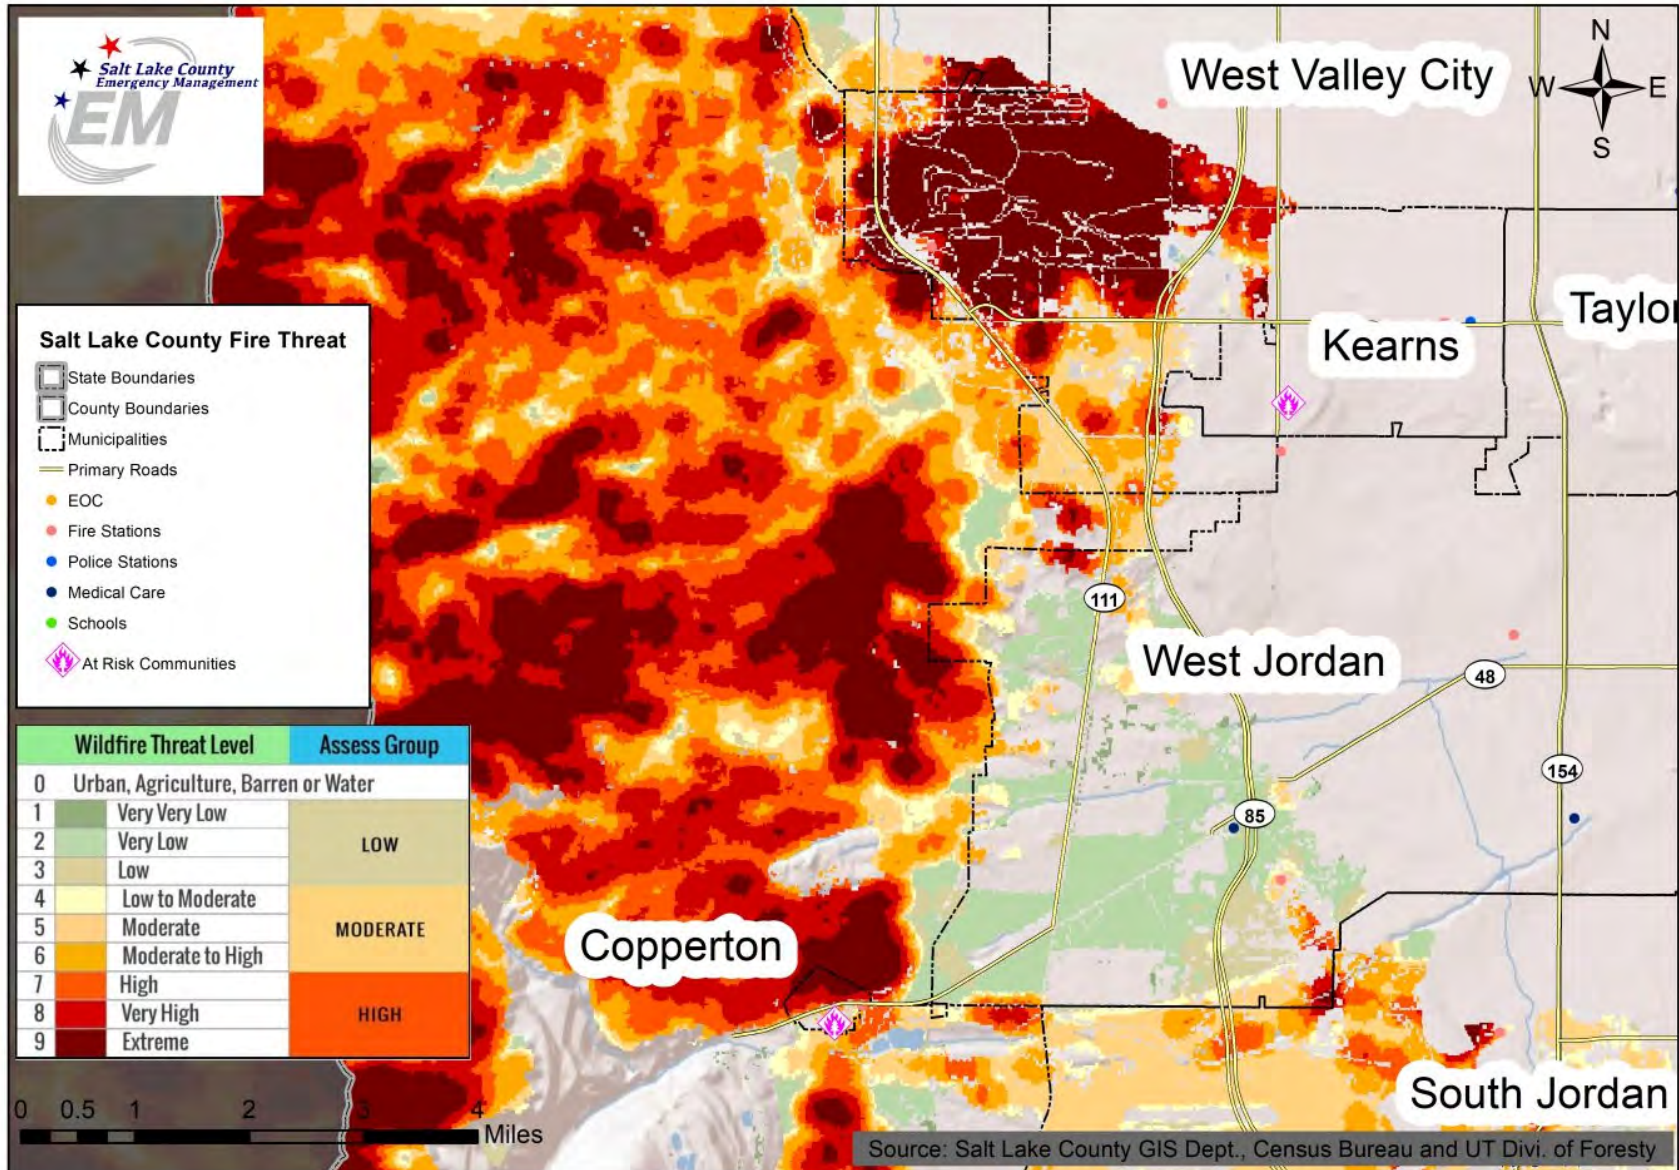 Salt Lake County
Emergency Management
EM
West Valley City
N
W
E
S
Taylor
Kearns
Salt Lake County Fire Threat
State Boundaries
County Boundaries
Municipalities
Primary Roads
EOC
Fire Stations
Police Stations
Medical Care
Schools
At Risk Communities
111
West Jordan
48
154
85
Wildfire Threat Level Assess Group
0 Urban, Agriculture, Barren or Water
1 Very Very Low
2 Very Low
LOW
3 Low
4 Low to Moderate
5 Moderate
MODERATE
6 Moderate to High
7 High
8 Very High
HIGH
9 Extreme
Copperton
South Jordan
0 0.5 1 2 3 4
Miles
Source: Salt Lake County GIS Dept., Census Bureau and UT Divi. of Foresty